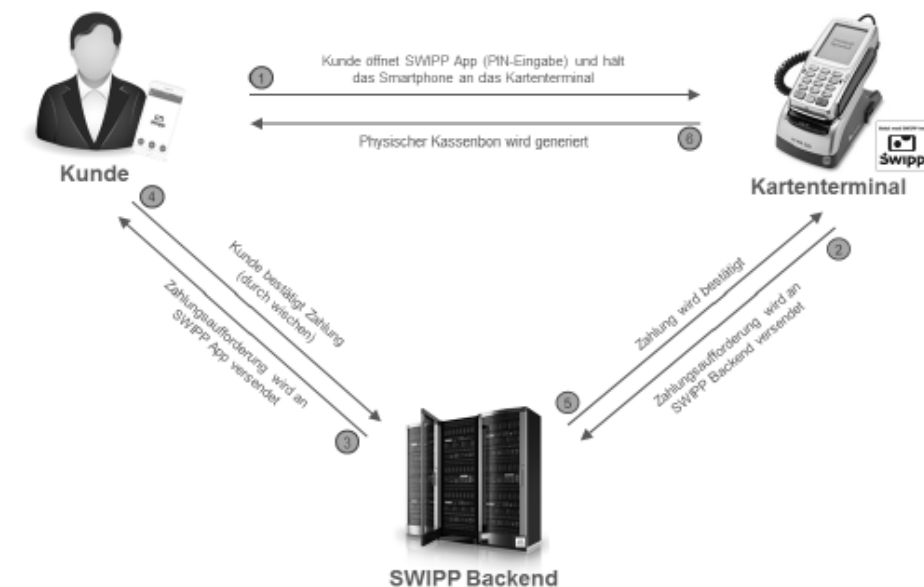 1
Kunde öffnet SWIPP App (PIN-Eingabe) und hält
das Smartphone an das Kartenterminal
Physischer Kassenbon wird generiert
6
SWIPP
Kunde
Kartenterminal
4
2
Kunde bestätigt Zahlung
(durch wischen)
Zahlungsaufforderung wird an
SWIPP App versendet
Zahlung wird bestätigt
Zahlungsaufforderung wird an
SWIPP Backend versendet
3
5
SWIPP Backend